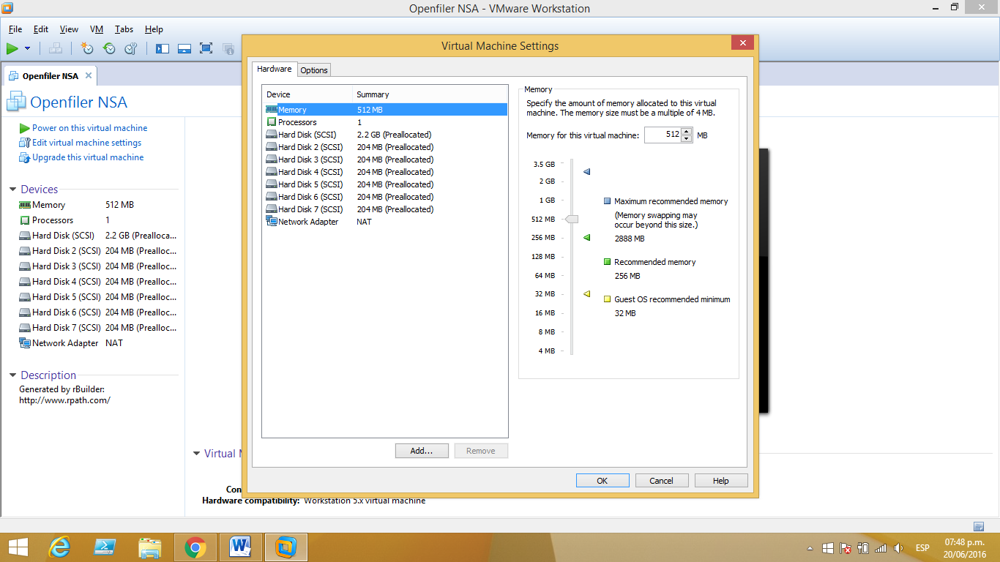 Openfiler NSA - VMware Workstation
File Edit View VM Tabs Help
Openfiler NSA
Openfiler NSA
Power on this virtual machine
Edit virtual machine settings
Upgrade this virtual machine
Devices
Memory 512 MB
Processors 1
Hard Disk (SCSI) 2.2 GB (Prealloca...
Hard Disk 2 (SCSI) 204 MB (Prealloc...
Hard Disk 3 (SCSI) 204 MB (Prealloc...
Hard Disk 4 (SCSI) 204 MB (Prealloc...
Hard Disk 5 (SCSI) 204 MB (Prealloc...
Hard Disk 6 (SCSI) 204 MB (Prealloc...
Hard Disk 7 (SCSI) 204 MB (Prealloc...
Network Adapter NAT
Description
Generated by rBuilder:
http://www.rpath.com/
Virtual Machine Settings
Hardware Options
Device Summary
Memory 512 MB
Processors 1
Hard Disk (SCSI) 2.2 GB (Preallocated)
Hard Disk 2 (SCSI) 204 MB (Preallocated)
Hard Disk 3 (SCSI) 204 MB (Preallocated)
Hard Disk 4 (SCSI) 204 MB (Preallocated)
Hard Disk 5 (SCSI) 204 MB (Preallocated)
Hard Disk 6 (SCSI) 204 MB (Preallocated)
Hard Disk 7 (SCSI) 204 MB (Preallocated)
Network Adapter NAT
Add... Remove
Memory
Specify the amount of memory allocated to this virtual
machine. The memory size must be a multiple of 4 MB.
Memory for this virtual machine: 512 MB
3.5 GB
2 GB
1 GB
512 MB
256 MB
128 MB
64 MB
32 MB
16 MB
8 MB
4 MB
Maximum recommended memory
(Memory swapping may
occur beyond this size.)
2888 MB
Recommended memory
256 MB
Guest OS recommended minimum
32 MB
OK Cancel Help
Virtual M
Con
Hardware compatibility: Workstation 5.x virtual machine
ESP
07:48 p.m.
20/06/2016